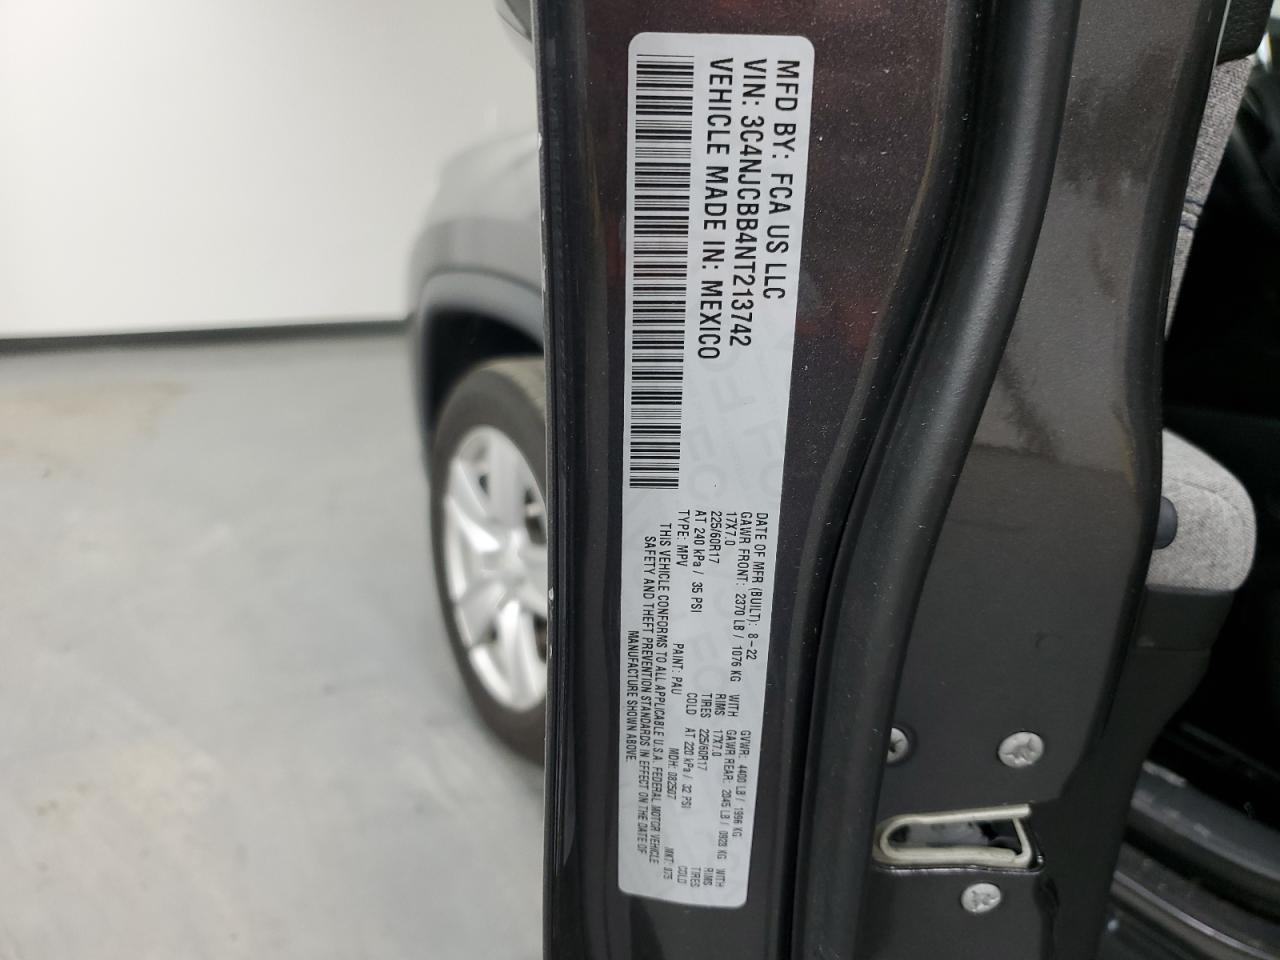 MFD BY: FCA US LLC
VIN: 3C4NJCBB4NT213742
VEHICLE MADE IN: MEXICO
DATE OF MFR (BUILT): 8-22 GVWR: 4400 LB / 1996 KG
GAWR FRONT: 2370 LB / 1076 KG WITH GAWR REAR: 2045 LB / 0928 KG WITH
17X7.0 RIMS 17X7.0 RIMS
225/60R17 TIRES 225/60R17 TIRES
AT 240 kPa / 35 PSI COLD AT 220 kPa / 32 PSI COLD
TYPE: MPV PAINT: PAU MDH: 082507 MKT:
THIS VEHICLE CONFORMS TO ALL APPLICABLE U.S.A. FEDERAL MOTOR VEHICLE
SAFETY AND THEFT PREVENTION STANDARDS IN EFFECT ON THE DATE OF
MANUFACTURE SHOWN ABOVE.